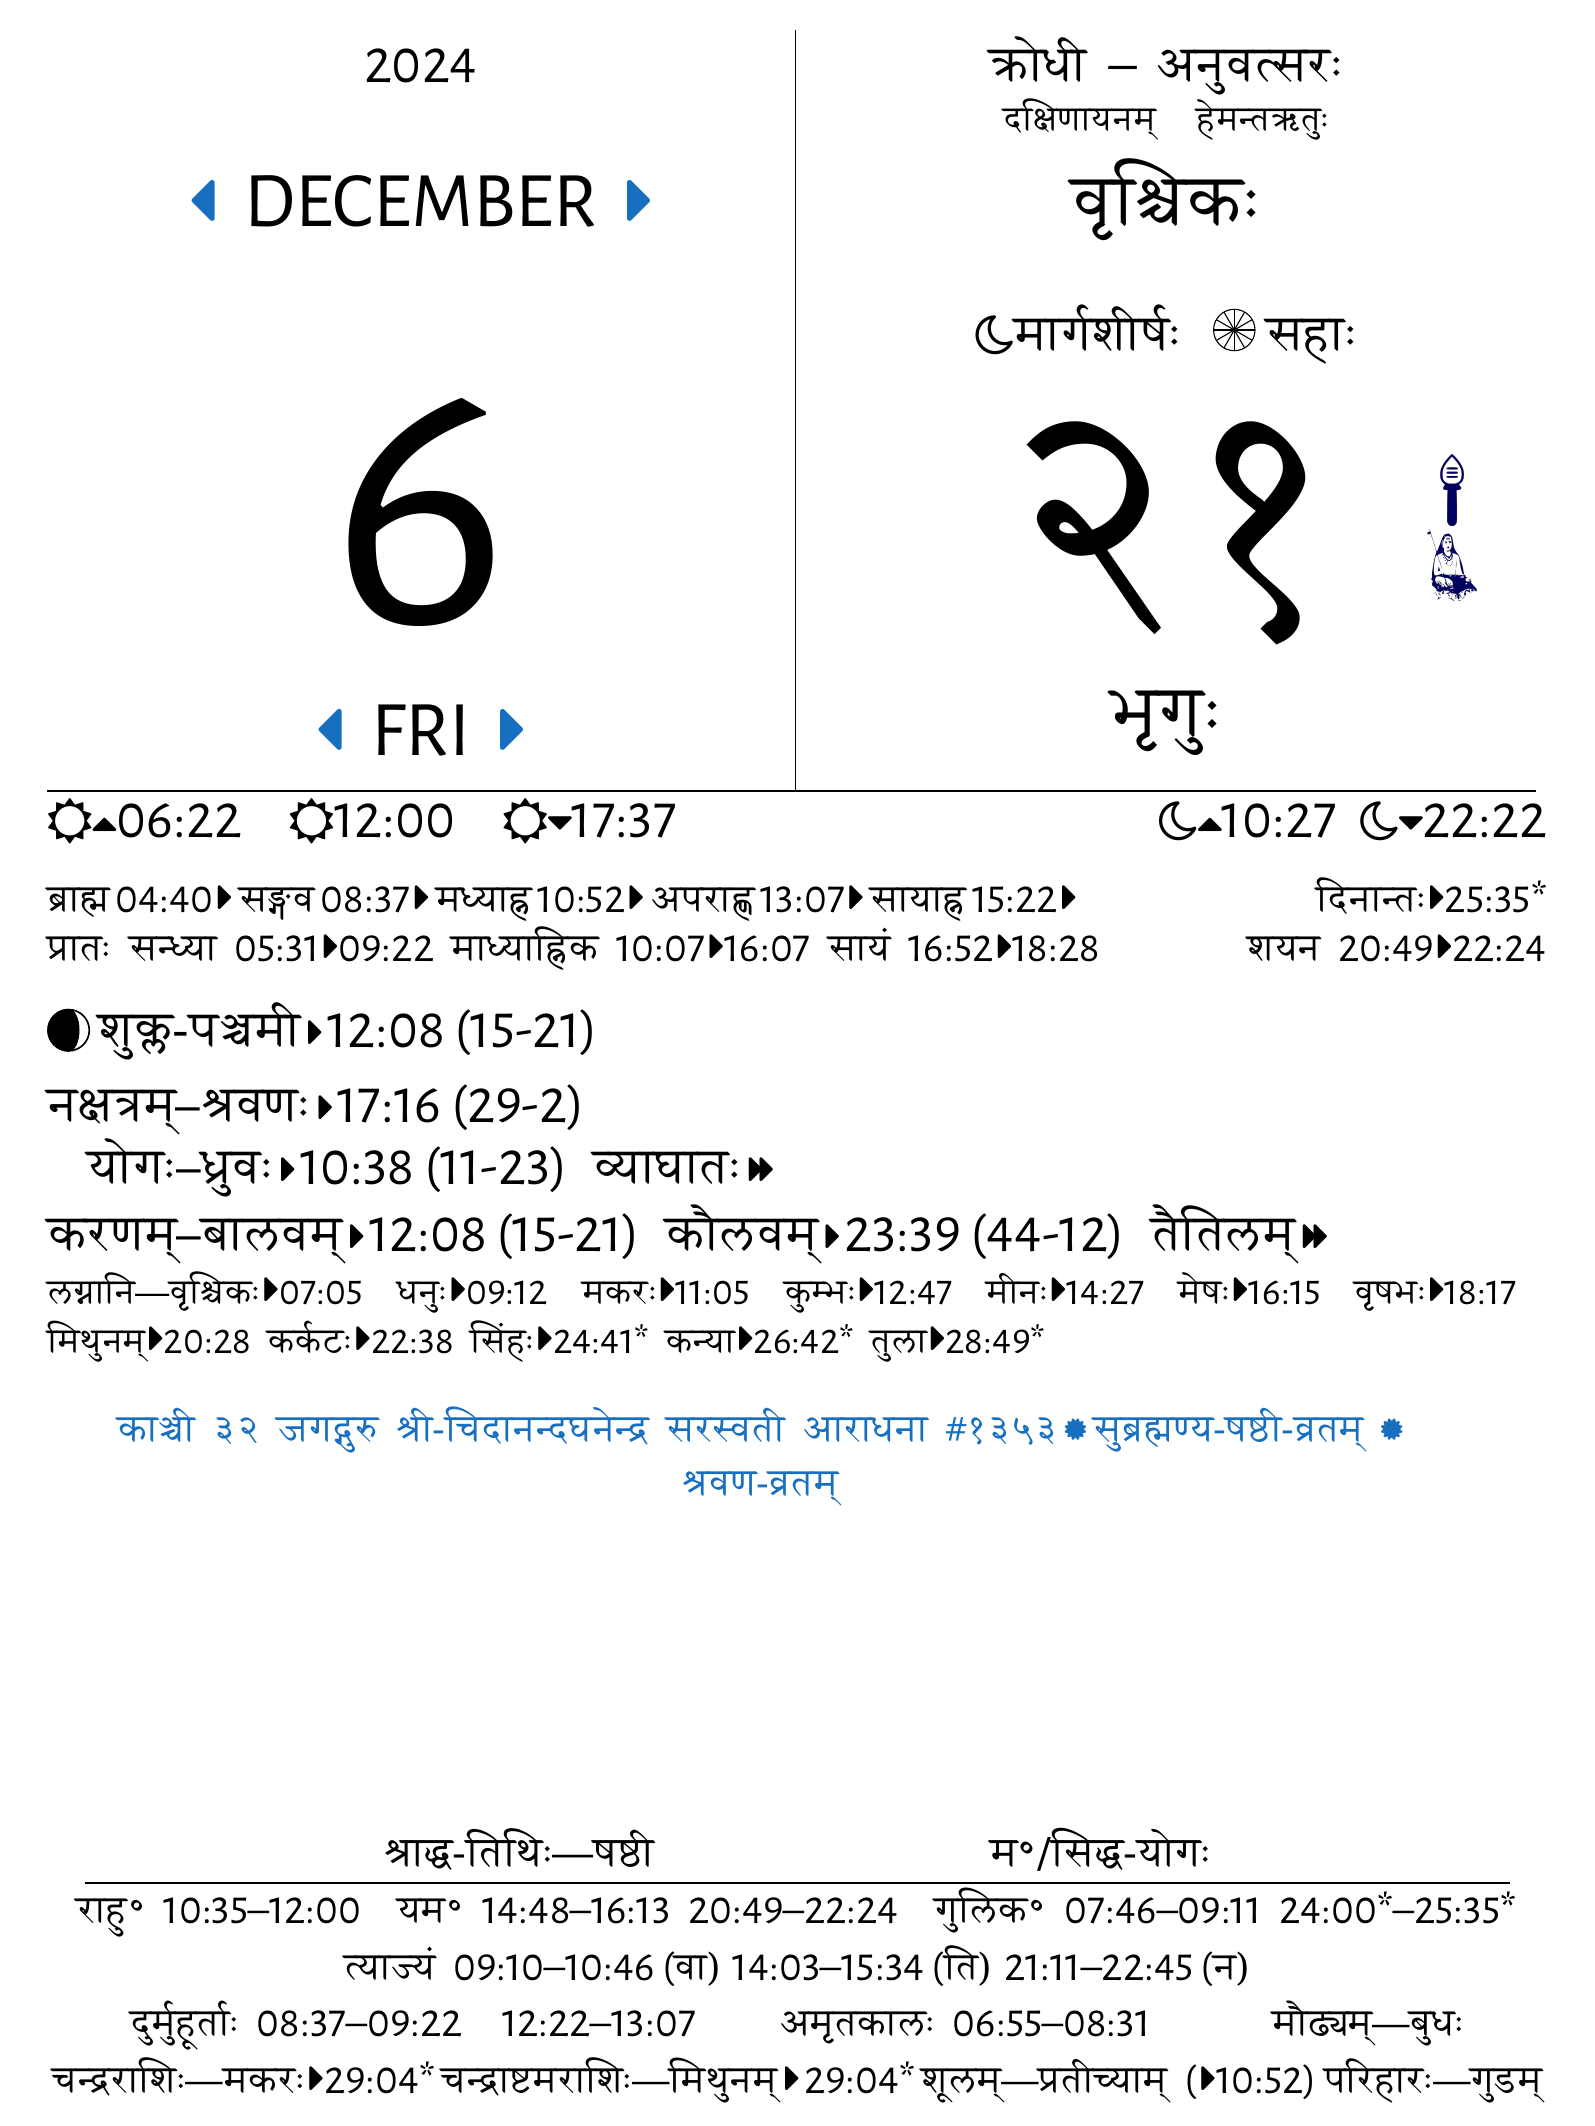 2024
DECEMBER
6
FRI
क्रोधी – अनुवत्सरः
दक्षिणायनम् हेमन्तऋतुः
वृश्चिकः
मार्गशीर्षः सहाः
२१
भृगुः
06:22 12:00 17:37 10:27 22:22
ब्राह्म 04:40 सङ्गव 08:37 मध्याह्न 10:52 अपराह्ण 13:07 सायाह्न 15:22 दिनान्तः 25:35*
प्रातः सन्ध्या 05:31 09:22 माध्याह्निक 10:07 16:07 सायं 16:52 18:28 शयन 20:49 22:24
शुक्ल-पञ्चमी 12:08 (15-21)
नक्षत्रम्–श्रवणः 17:16 (29-2)
योगः–ध्रुवः 10:38 (11-23) व्याघातः
करणम्–बालवम् 12:08 (15-21) कौलवम् 23:39 (44-12) तैतिलम्
लग्नानि—वृश्चिकः 07:05 धनुः 09:12 मकरः 11:05 कुम्भः 12:47 मीनः 14:27 मेषः 16:15 वृषभः 18:17
मिथुनम् 20:28 कर्कटः 22:38 सिंहः 24:41* कन्या 26:42* तुला 28:49*
काञ्ची ३२ जगद्गुरु श्री-चिदानन्दघनेन्द्र सरस्वती आराधना #१३५३ सुब्रह्मण्य-षष्ठी-व्रतम्
श्रवण-व्रतम्
श्राद्ध-तिथिः—षष्ठी म॰/सिद्ध-योगः
राहु॰ 10:35–12:00 यम॰ 14:48–16:13 20:49–22:24 गुलिक॰ 07:46–09:11 24:00*–25:35*
त्याज्यं 09:10–10:46 (वा) 14:03–15:34 (ति) 21:11–22:45 (न)
दुर्मुहूर्ताः 08:37–09:22 12:22–13:07 अमृतकालः 06:55–08:31 मौढ्यम्—बुधः
चन्द्रराशिः—मकरः 29:04* चन्द्राष्टमराशिः—मिथुनम् 29:04* शूलम्—प्रतीच्याम् (10:52) परिहारः—गुडम्